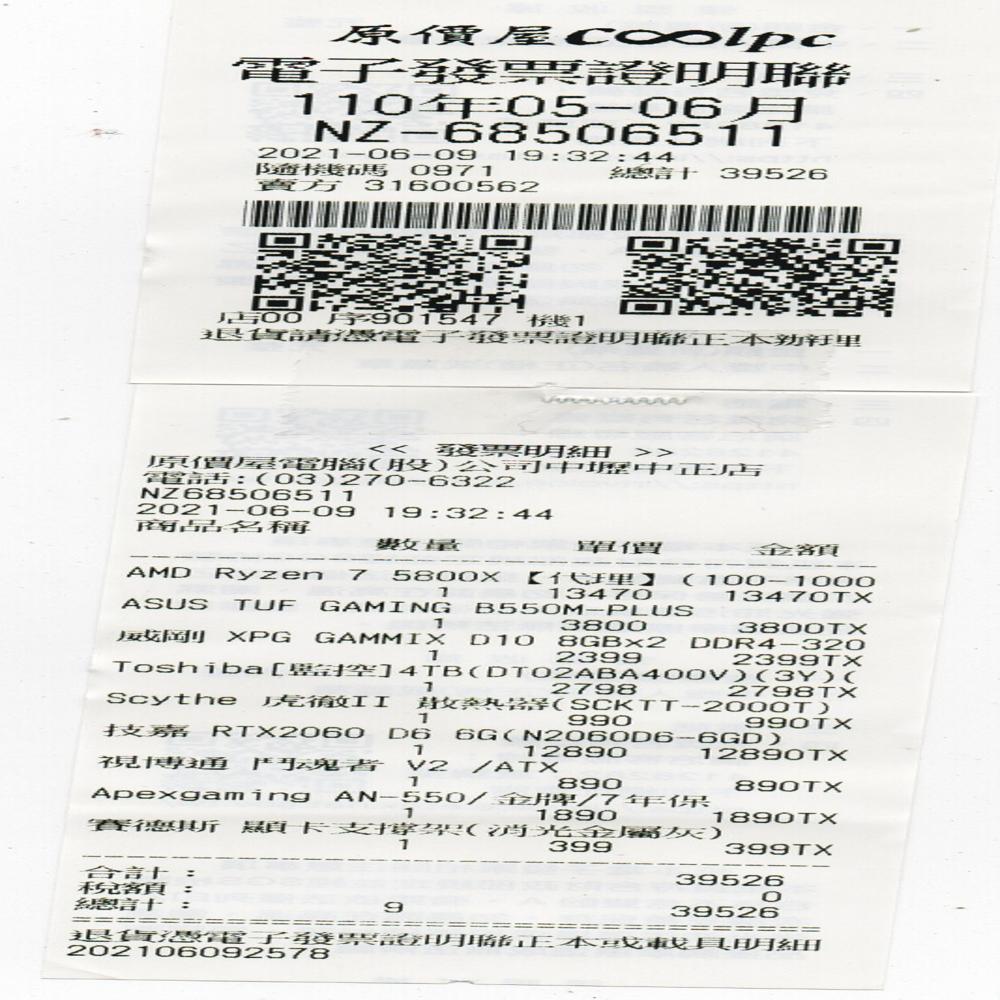 原價屋coolpc
電子發票證明聯
110年05-06月
NZ-68506511
2021-06-09 19:32:44
隨機碼 0971 總計 39526
賣方 31600562
店00 序901547 機1
退貨請憑電子發票證明聯正本辦理
<< 發票明細 >>
原價屋電腦(股)公司中壢中正店
電話:(03)270-6322
NZ68506511
2021-06-09 19:32:44
商品名稱
數量 單價 金額
AMD Ryzen 7 5800X【代理】(100-1000
1 13470 13470TX
ASUS TUF GAMING B550M-PLUS
1 3800 3800TX
威剛 XPG GAMMIX D10 8GBx2 DDR4-320
1 2399 2399TX
Toshiba[監控]4TB(DT02ABA400V)(3Y)(
1 2798 2798TX
Scythe 虎徹II 散熱器(SCKTT-2000T)
1 990 990TX
技嘉 RTX2060 D6 6G(N2060D6-6GD)
1 12890 12890TX
視博通 鬥魂者 V2 /ATX
1 890 890TX
Apexgaming AN-550/金牌/7年保
1 1890 1890TX
賽德斯 顯卡支撐架(消光金屬灰)
1 399 399TX
合計: 39526
稅額: 0
總計: 9 39526
退貨憑電子發票證明聯正本或載具明細
202106092578